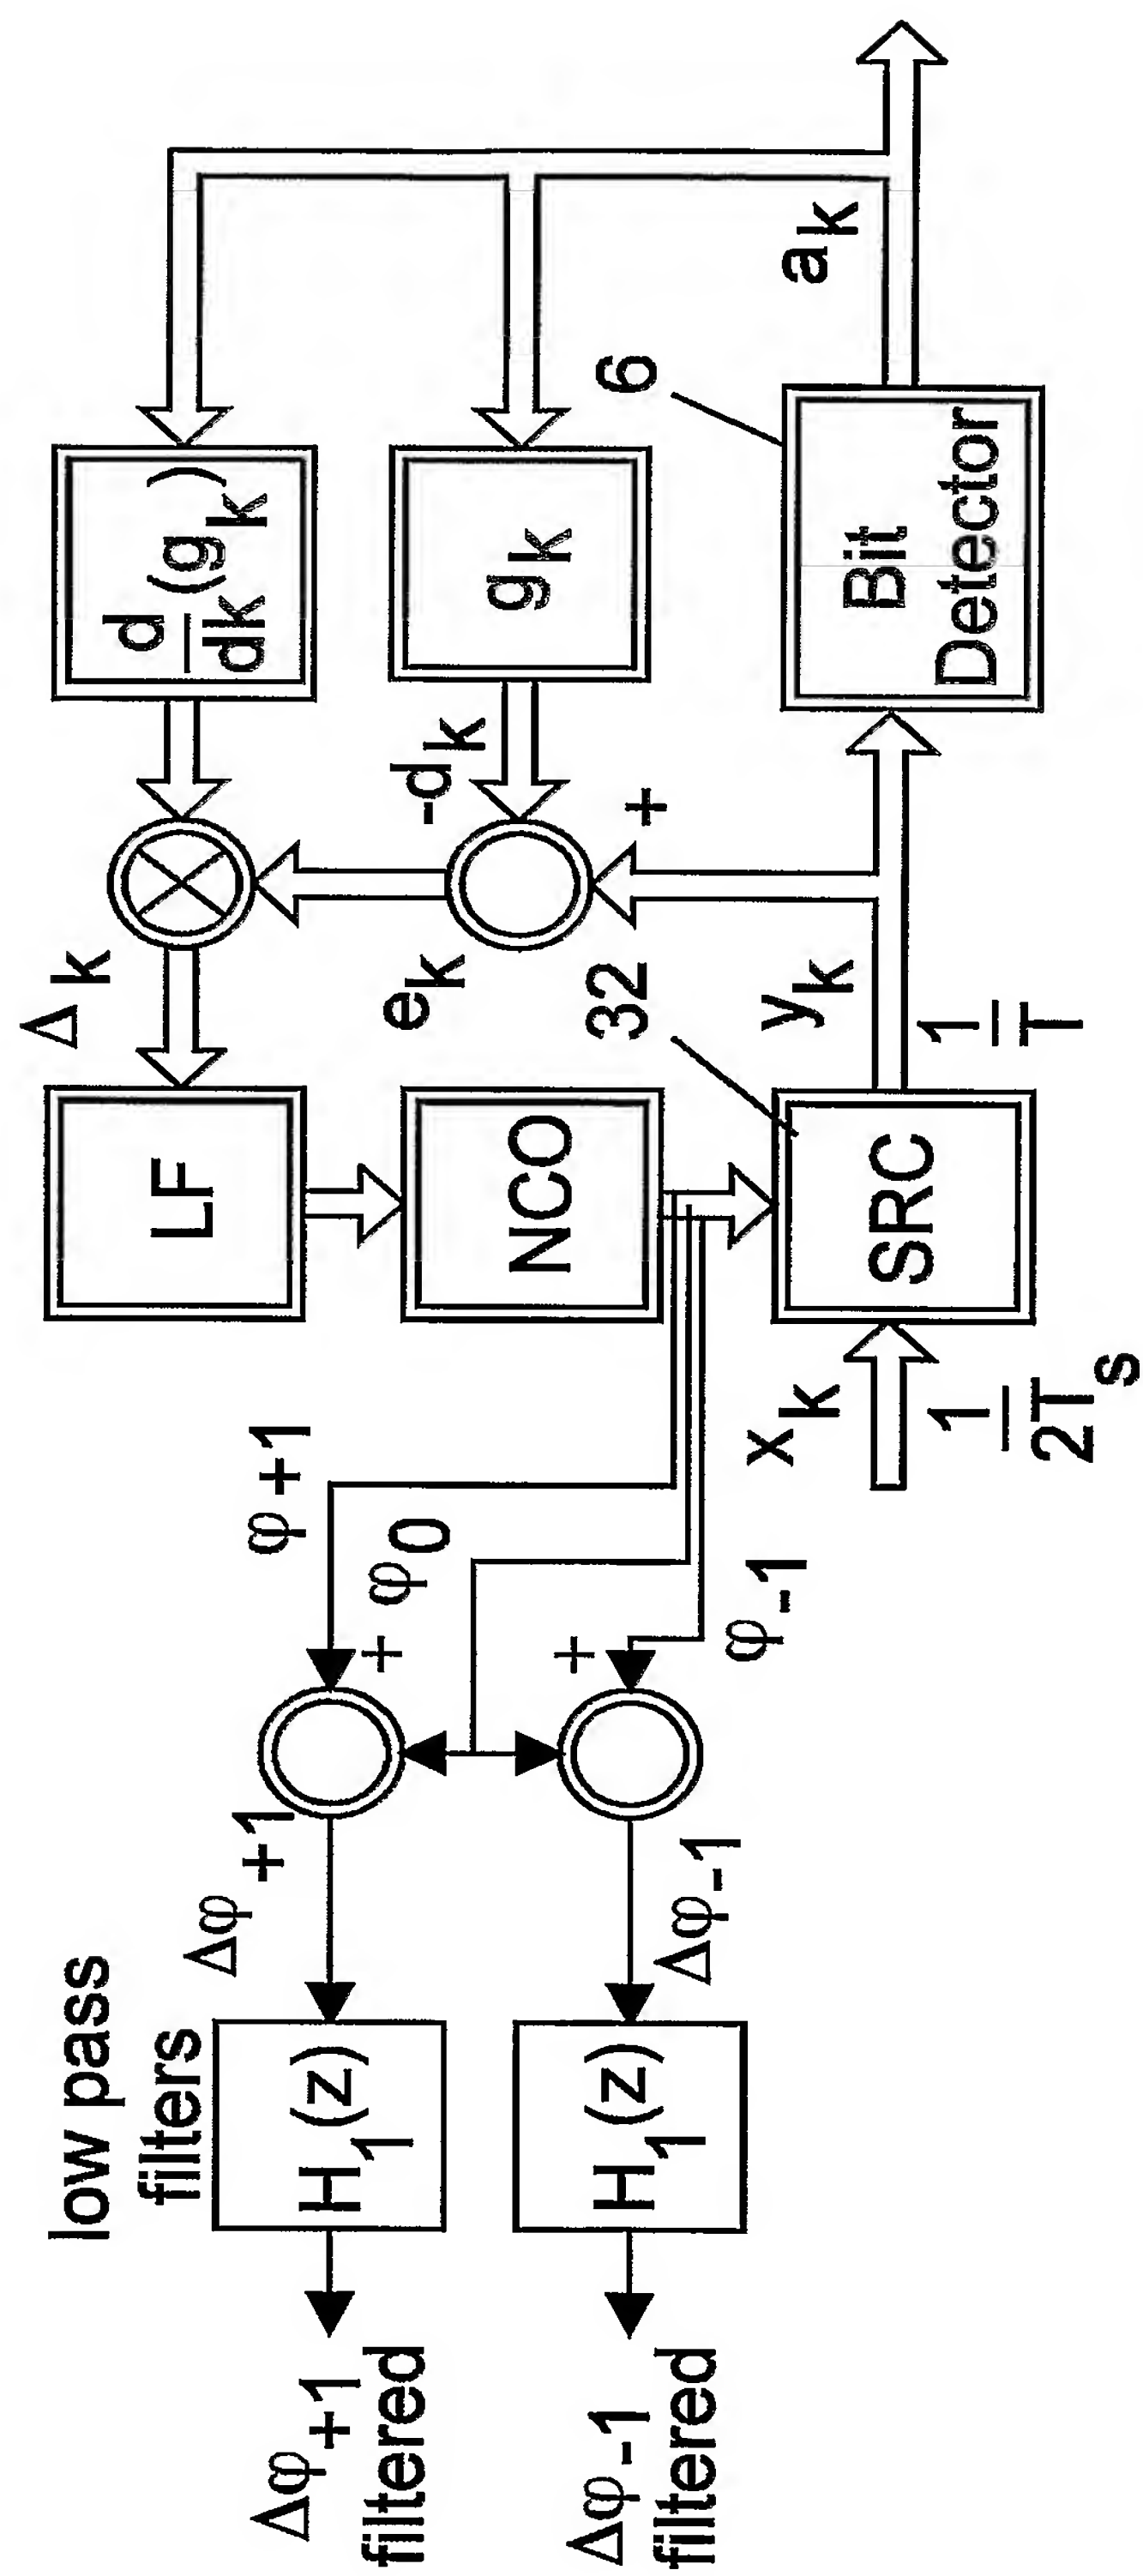 low pass
filters
Δφ+1
filtered
H1(z)
Δφ+1
φ+1
+
φ0
LF
Δk
d/dk(gk)
Δφ-1
filtered
H1(z)
Δφ-1
+
φ-1
NCO
ek
-dk
gk
+
32
6
xk
1/2Ts
SRC
yk
1/T
Bit
Detector
ak